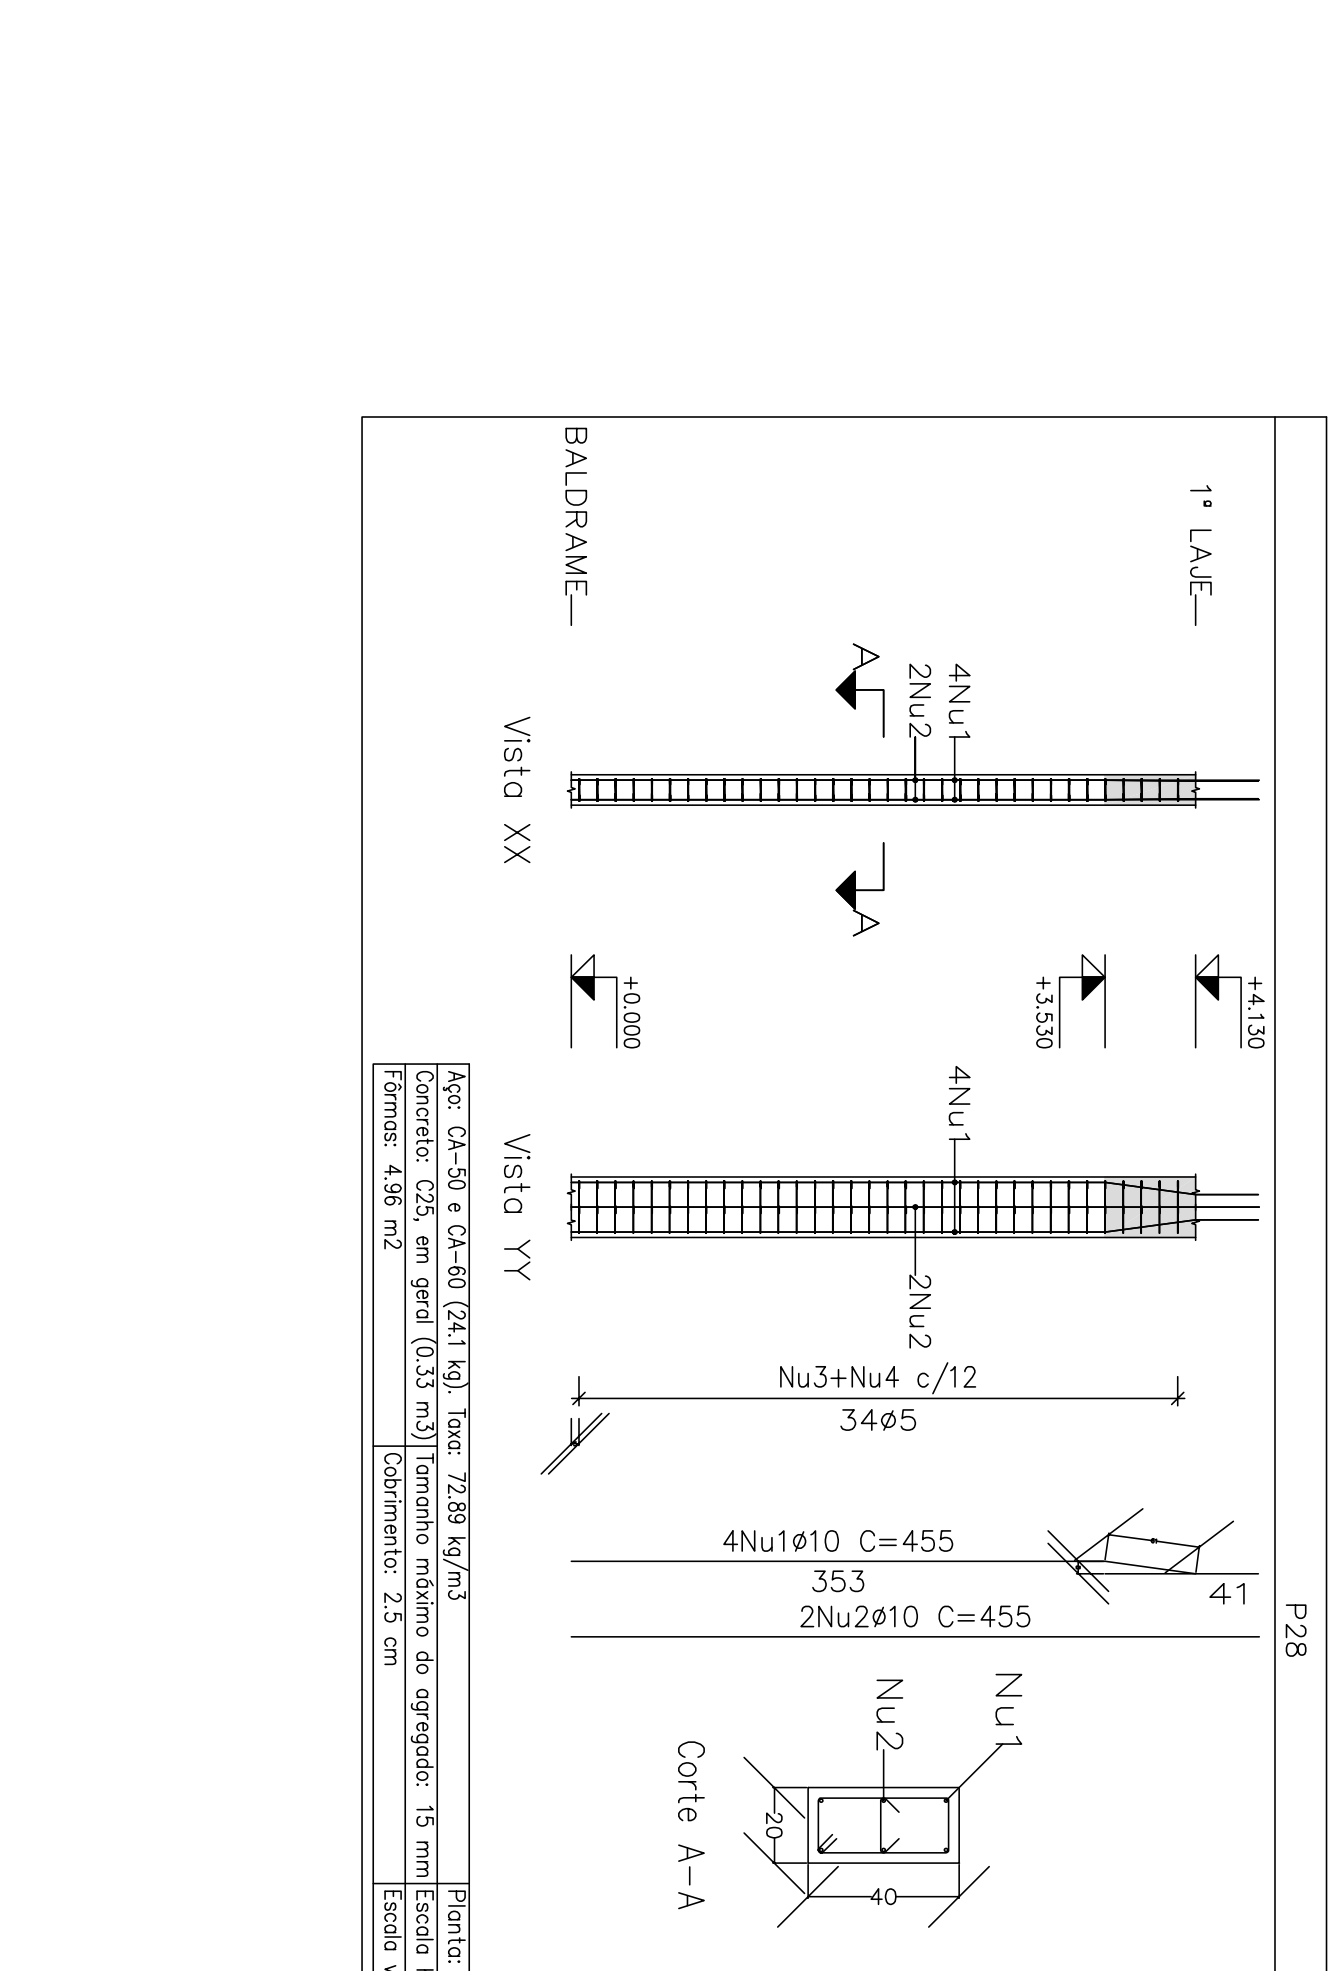 P28
1ª LAJE
BALDRAME
A
A
4Nu1
2Nu2
Vista XX
+4.130
+3.530
+0.000
4Nu1
2Nu2
Vista YY
Nu3+Nu4 c/12
34ø5
4Nu1ø10 C=455
353
41
2Nu2ø10 C=455
Nu1
Nu2
20
40
Corte A-A
Aço: CA-50 e CA-60 (24.1 kg). Taxa: 72.89 kg/m3
Planta:
Concreto: C25, em geral (0.33 m3)
Tamanho máximo do agregado: 15 mm
Escala
Fôrmas: 4.96 m2
Cobrimento: 2.5 cm
Escala